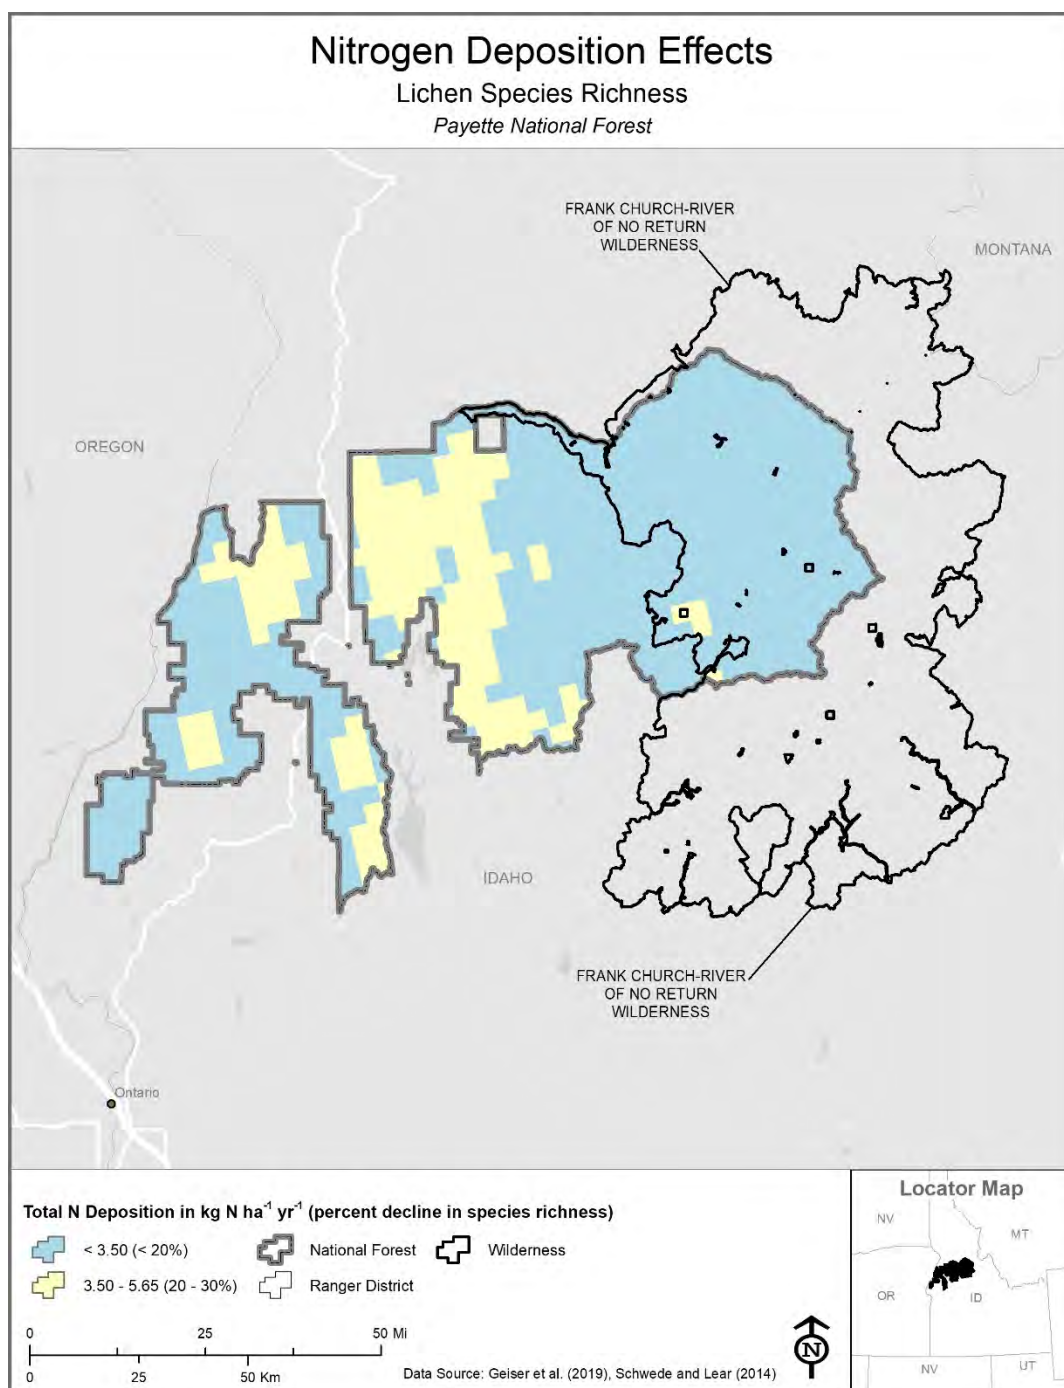 Nitrogen Deposition Effects
Lichen Species Richness
Payette National Forest
FRANK CHURCH-RIVER
OF NO RETURN
WILDERNESS
MONTANA
OREGON
IDAHO
FRANK CHURCH-RIVER
OF NO RETURN
WILDERNESS
Ontario
Total N Deposition in kg N ha⁻¹ yr⁻¹ (percent decline in species richness)
< 3.50 (< 20%)
National Forest
Wilderness
3.50 - 5.65 (20 - 30%)
Ranger District
0 25 50 Mi
0 25 50 Km
Data Source: Geiser et al. (2019), Schwede and Lear (2014)
N
Locator Map
NV
MT
OR
ID
NV
UT